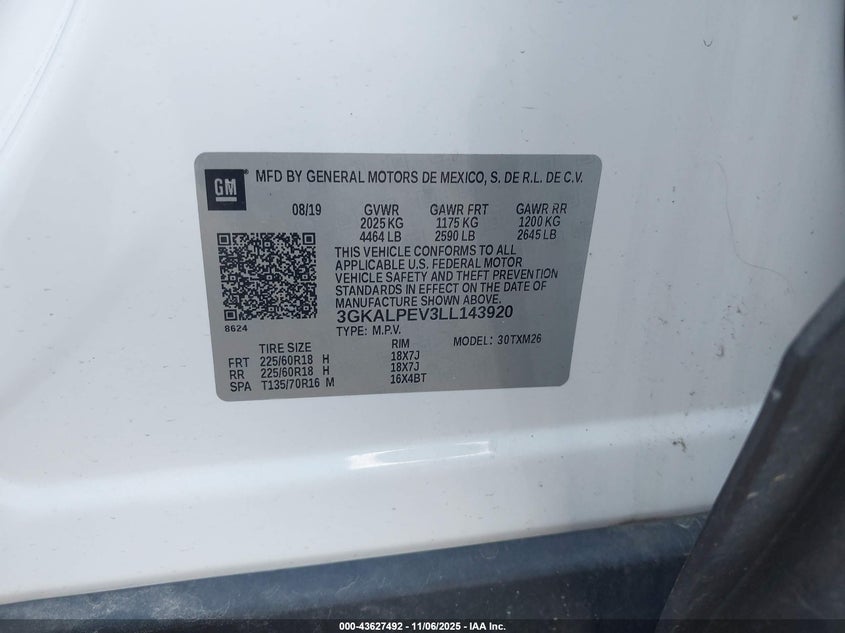 GM ® MFD BY GENERAL MOTORS DE MEXICO, S. DE R.L. DE C.V.
08/19 GVWR GAWR FRT GAWR RR
2025 KG 1175 KG 1200 KG
4464 LB 2590 LB 2645 LB
THIS VEHICLE CONFORMS TO ALL
APPLICABLE U.S. FEDERAL MOTOR
VEHICLE SAFETY AND THEFT PREVENTION
STANDARDS IN EFFECT ON THE DATE OF
MANUFACTURE SHOWN ABOVE.
8624
3GKALPEV3LL143920
TYPE: M.P.V. MODEL: 30TXM26
TIRE SIZE RIM
FRT 225/60R18 H 18X7J
RR 225/60R18 H 18X7J
SPA T135/70R16 M 16X4BT
000-43627492 - 11/06/2025 - IAA Inc.